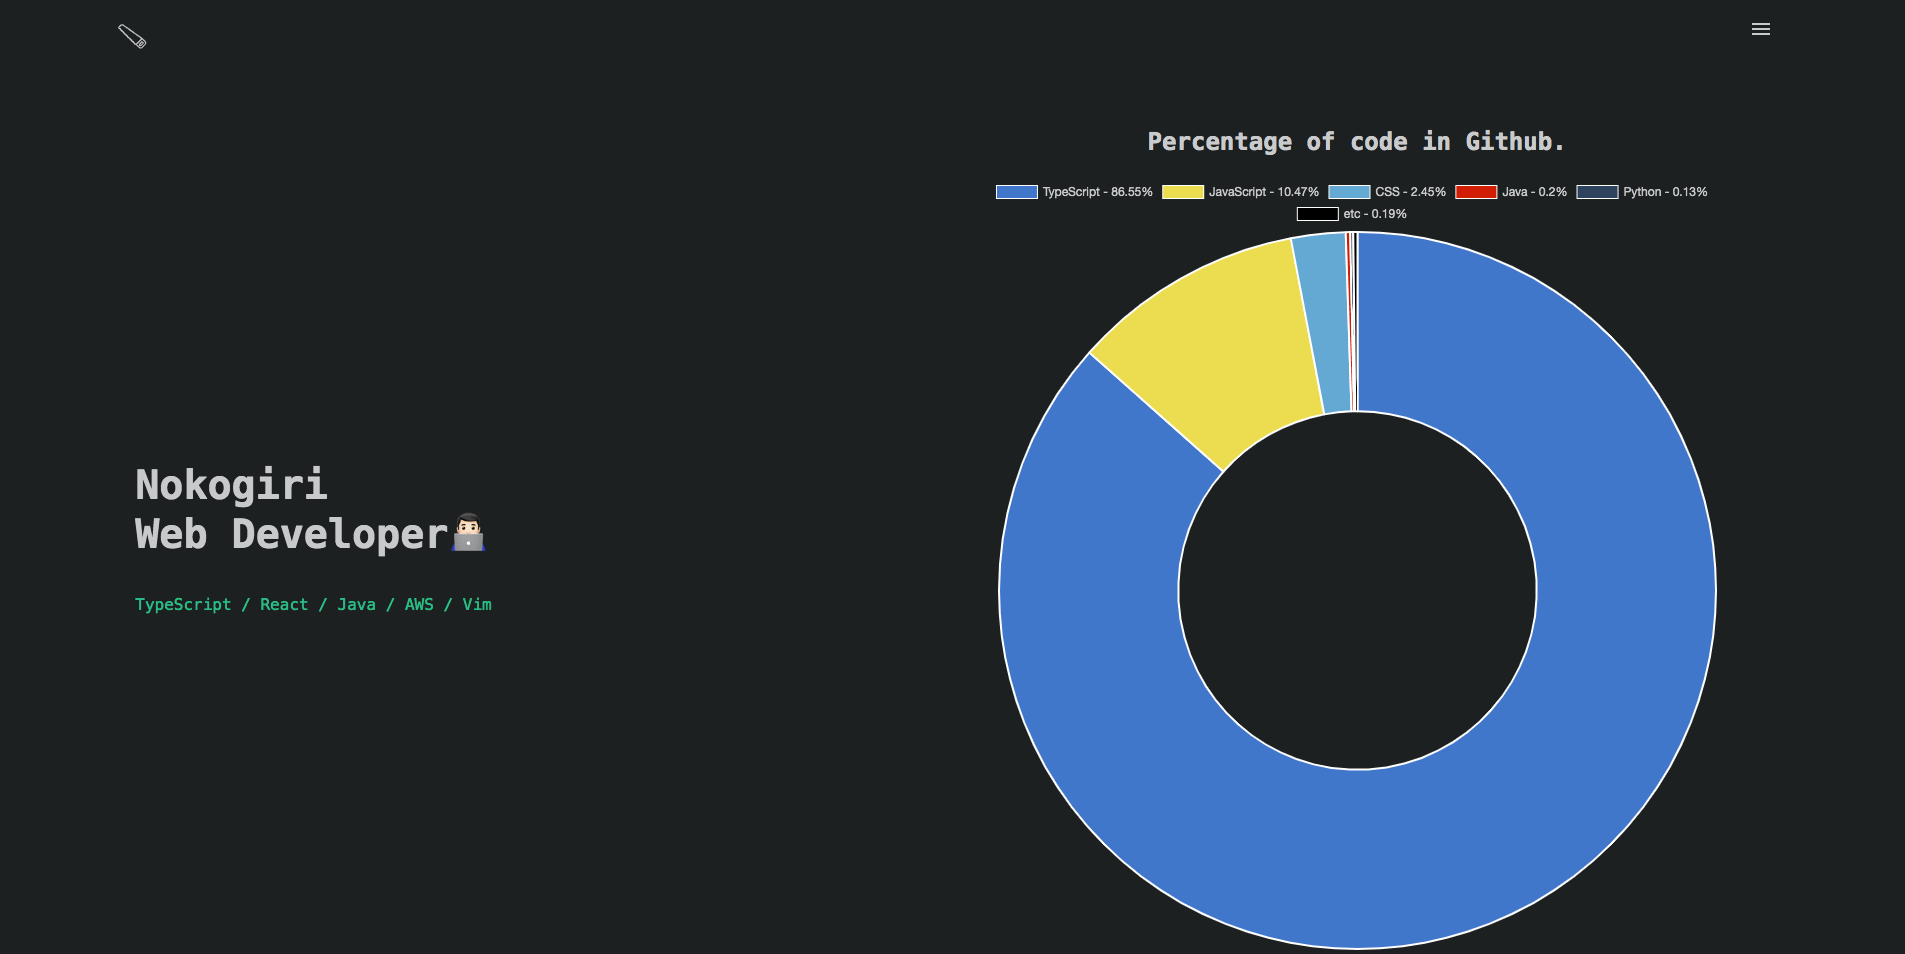 Percentage of code in Github.
TypeScript - 86.55% JavaScript - 10.47% CSS - 2.45% Java - 0.2% Python - 0.13%
etc - 0.19%
Nokogiri
Web Developer
TypeScript / React / Java / AWS / Vim